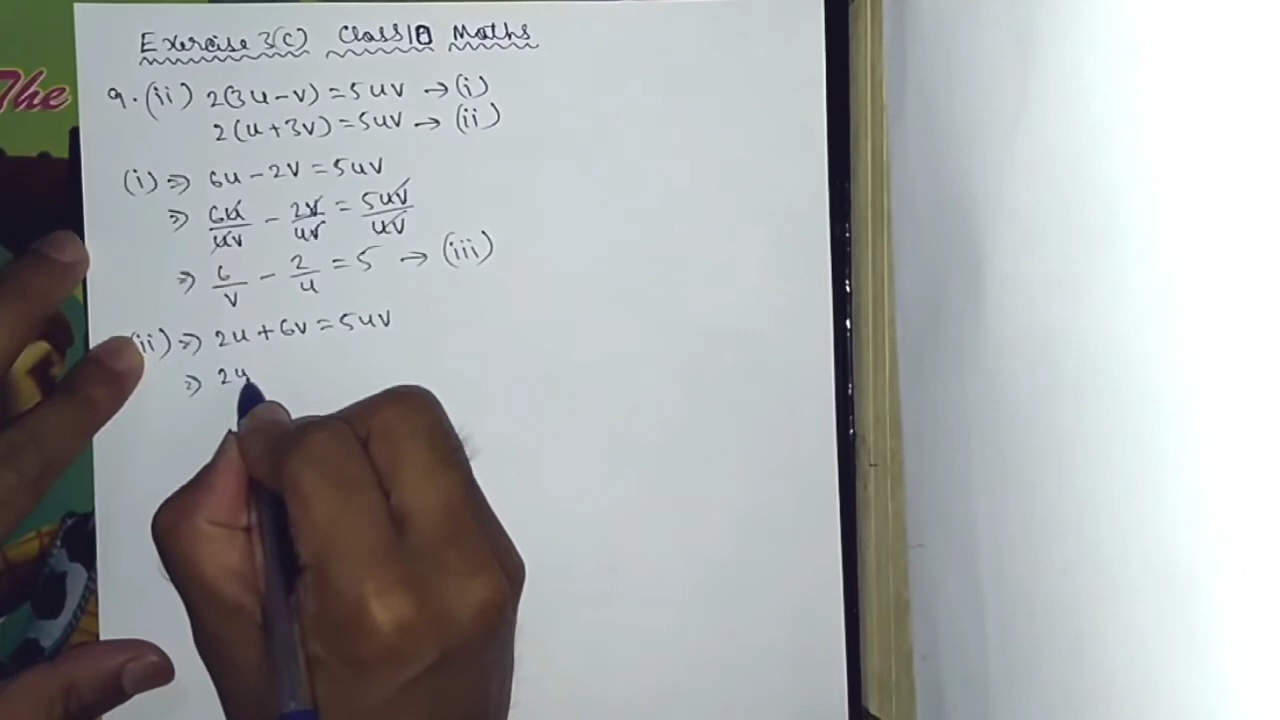 The
Exercise 3(C) Class 10 Maths
9. (ii) 2(3u-v) = 5uv → (i)
2(u+3v) = 5uv → (ii)
(i) ⇒ 6u - 2v = 5uv
⇒ 6u/uv - 2v/uv = 5uv/uv
⇒ 6/v - 2/u = 5 → (iii)
(ii) ⇒ 2u + 6v = 5uv
⇒ 2u